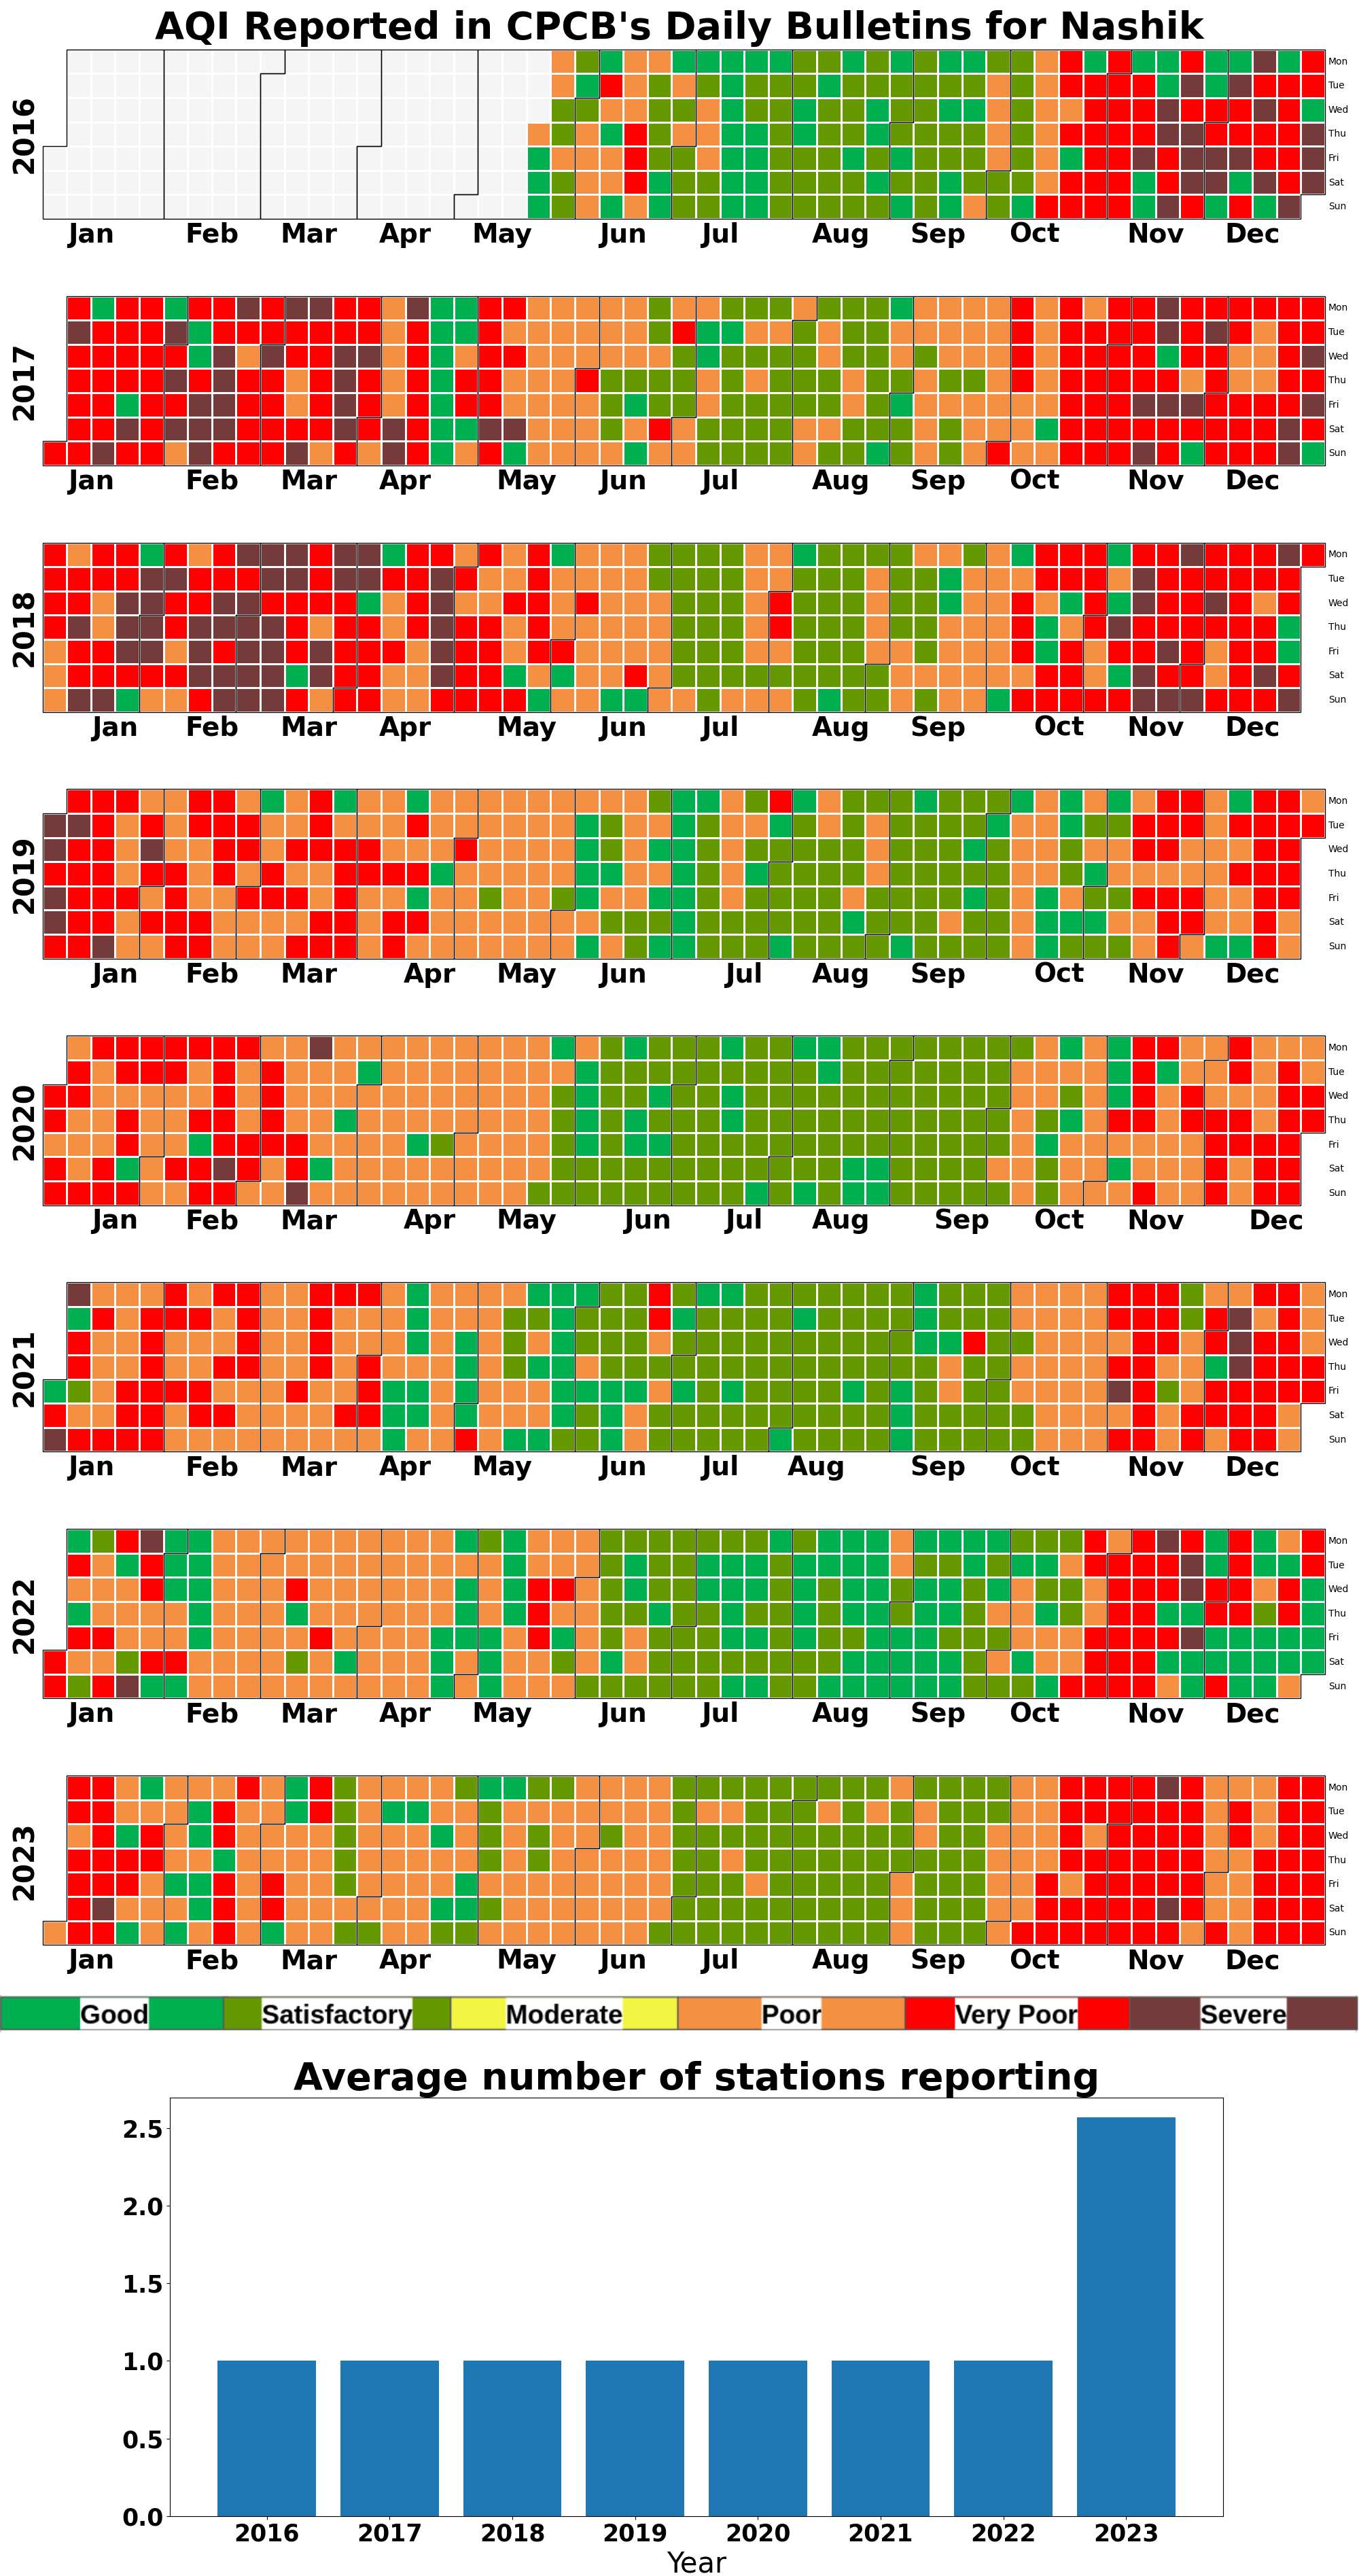 AQI Reported in CPCB's Daily Bulletins for Nashik
2016
Mon
Tue
Wed
Thu
Fri
Sat
Sun
Jan Feb Mar Apr May Jun Jul Aug Sep Oct Nov Dec
2017
Mon
Tue
Wed
Thu
Fri
Sat
Sun
Jan Feb Mar Apr May Jun Jul Aug Sep Oct Nov Dec
2018
Mon
Tue
Wed
Thu
Fri
Sat
Sun
Jan Feb Mar Apr May Jun Jul Aug Sep Oct Nov Dec
2019
Mon
Tue
Wed
Thu
Fri
Sat
Sun
Jan Feb Mar Apr May Jun Jul Aug Sep Oct Nov Dec
2020
Mon
Tue
Wed
Thu
Fri
Sat
Sun
Jan Feb Mar Apr May Jun Jul Aug Sep Oct Nov Dec
2021
Mon
Tue
Wed
Thu
Fri
Sat
Sun
Jan Feb Mar Apr May Jun Jul Aug Sep Oct Nov Dec
2022
Mon
Tue
Wed
Thu
Fri
Sat
Sun
Jan Feb Mar Apr May Jun Jul Aug Sep Oct Nov Dec
2023
Mon
Tue
Wed
Thu
Fri
Sat
Sun
Jan Feb Mar Apr May Jun Jul Aug Sep Oct Nov Dec
Good Satisfactory Moderate Poor Very Poor Severe
Average number of stations reporting
2.5
2.0
1.5
1.0
0.5
0.0
2016 2017 2018 2019 2020 2021 2022 2023
Year